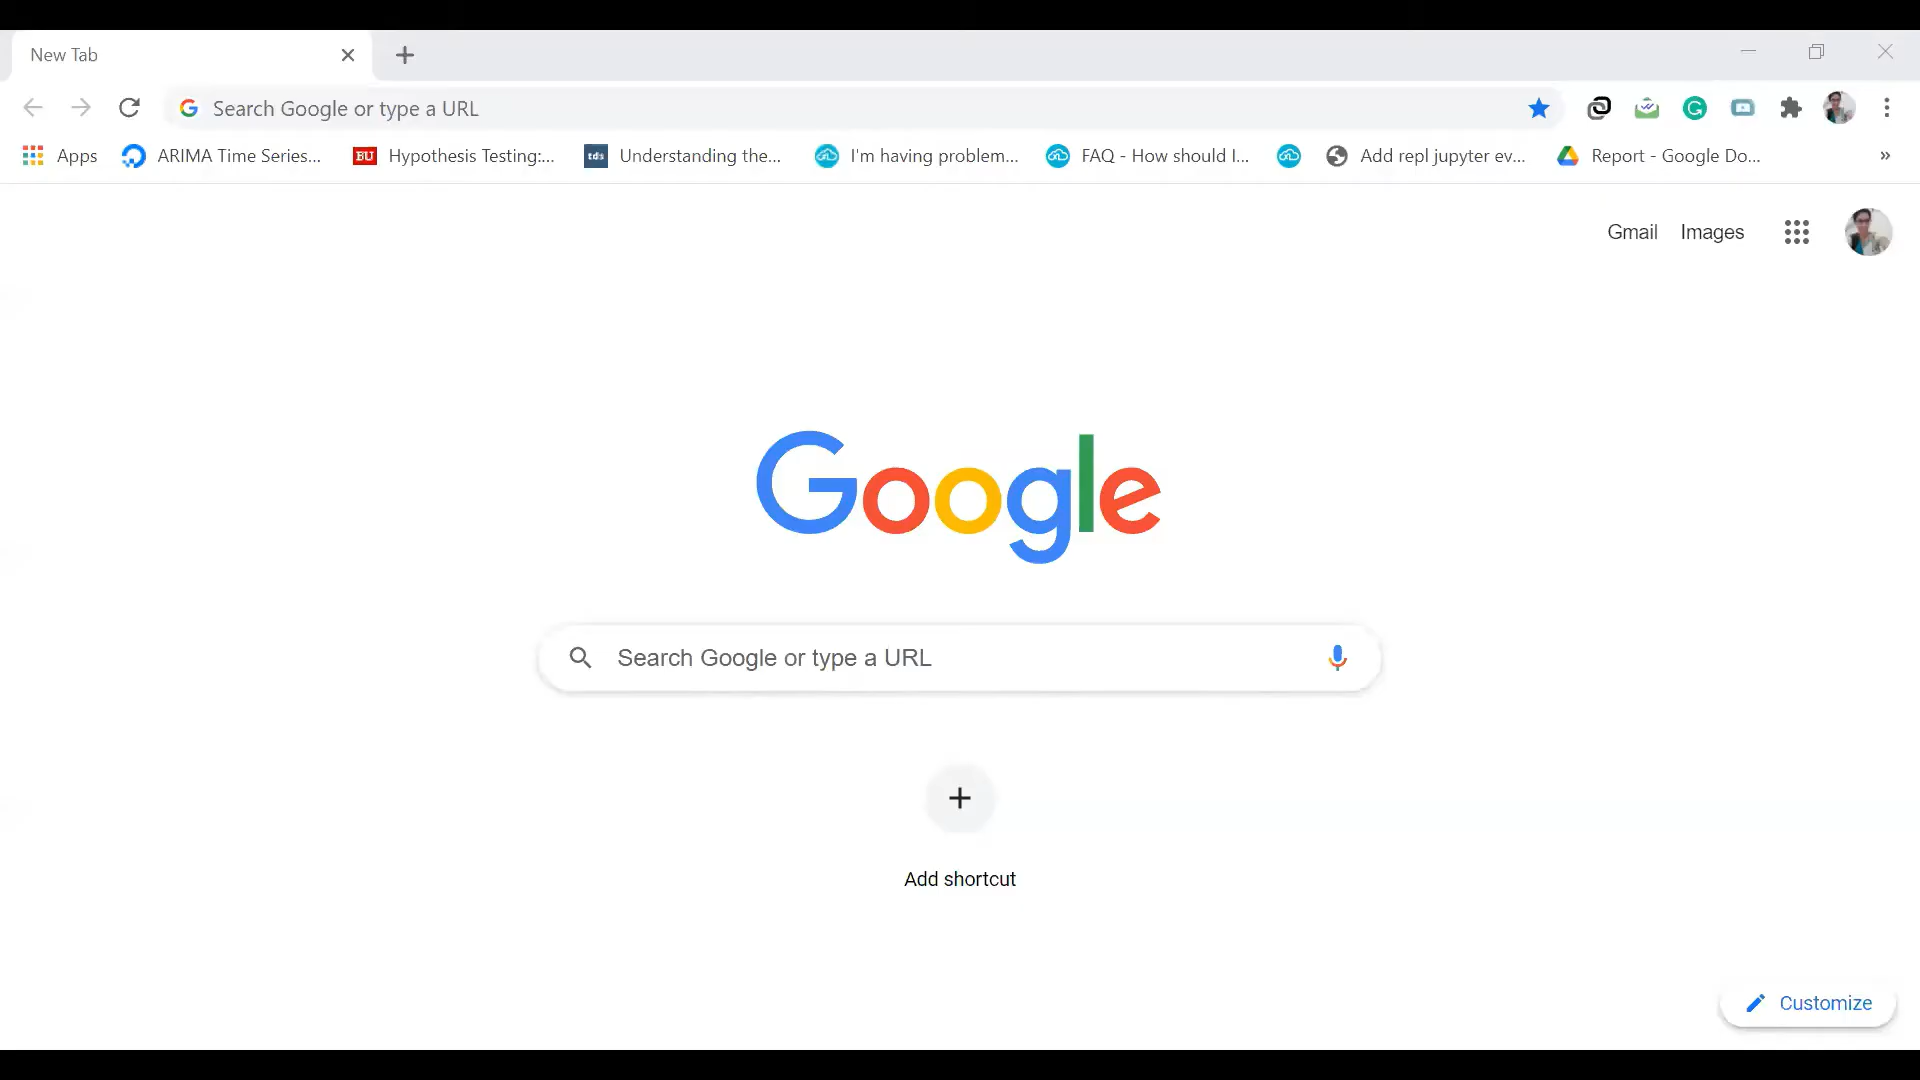 New Tab
Search Google or type a URL
Apps ARIMA Time Series... BU Hypothesis Testing:... tds Understanding the... I'm having problem... FAQ - How should I... Add repl jupyter ev... Report - Google Do... »
Gmail Images
Google
Search Google or type a URL
Add shortcut
Customize